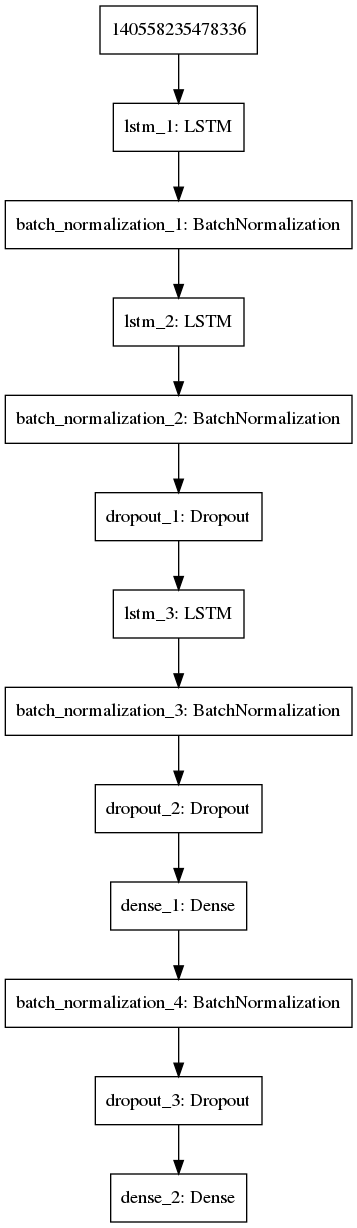 140558235478336
lstm_1: LSTM
batch_normalization_1: BatchNormalization
lstm_2: LSTM
batch_normalization_2: BatchNormalization
dropout_1: Dropout
lstm_3: LSTM
batch_normalization_3: BatchNormalization
dropout_2: Dropout
dense_1: Dense
batch_normalization_4: BatchNormalization
dropout_3: Dropout
dense_2: Dense